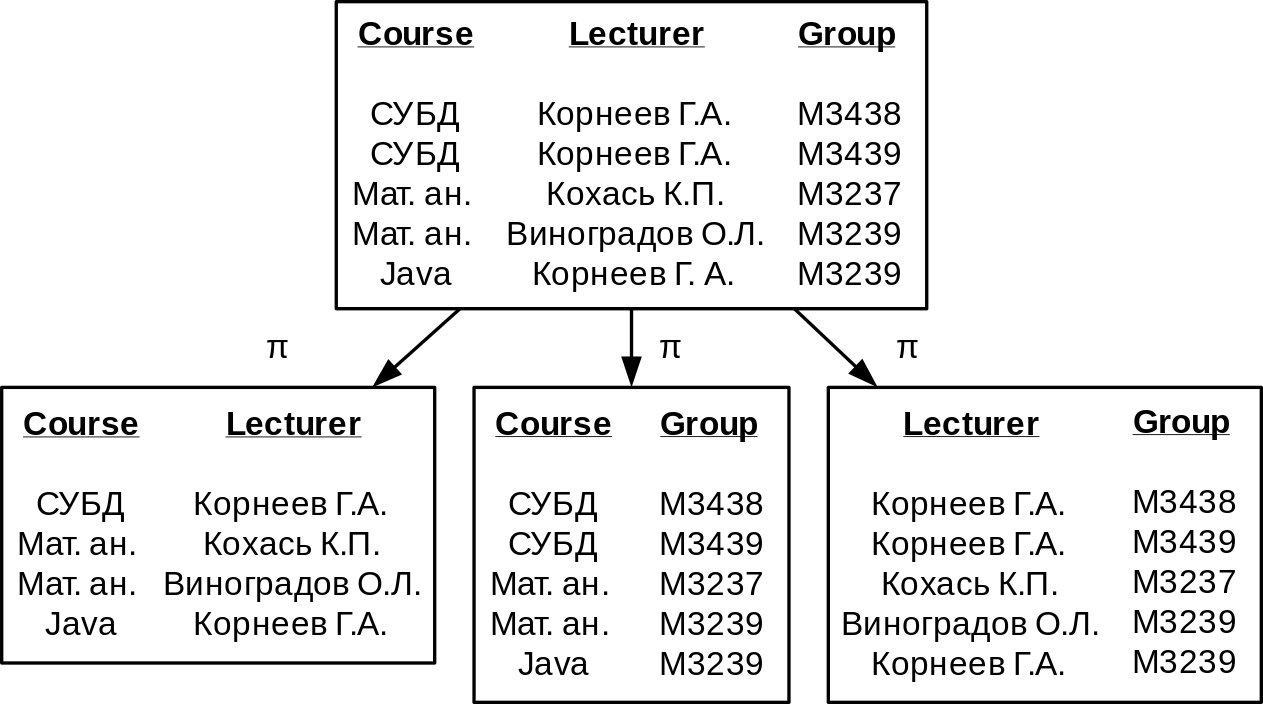 Course Lecturer Group
СУБД Корнеев Г.А. M3438
СУБД Корнеев Г.А. M3439
Мат. ан. Кохась К.П. M3237
Мат. ан. Виноградов О.Л. M3239
Java Корнеев Г. А. M3239
π π π
Course Lecturer
СУБД Корнеев Г.А.
Мат. ан. Кохась К.П.
Мат. ан. Виноградов О.Л.
Java Корнеев Г.А.
Course Group
СУБД M3438
СУБД M3439
Мат. ан. M3237
Мат. ан. M3239
Java M3239
Lecturer Group
Корнеев Г.А. M3438
Корнеев Г.А. M3439
Кохась К.П. M3237
Виноградов О.Л. M3239
Корнеев Г.А. M3239